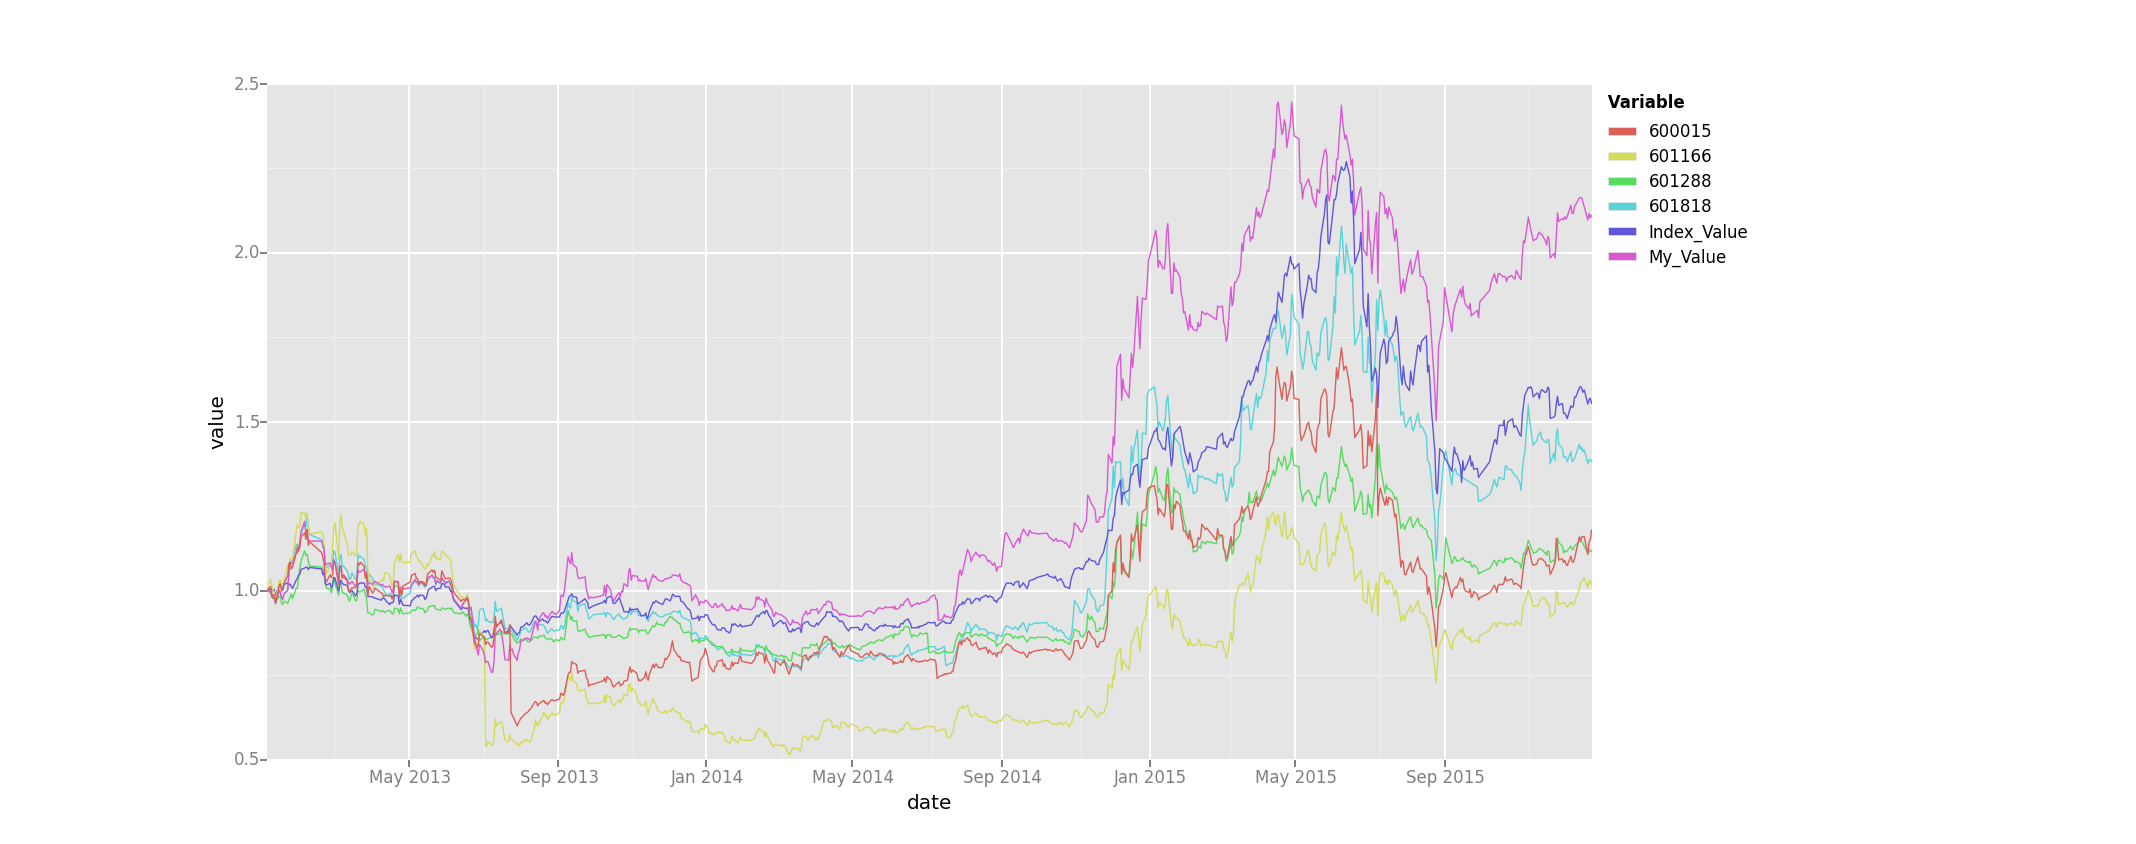 2.5
2.0
1.5
1.0
0.5
value
May 2013 Sep 2013 Jan 2014 May 2014 Sep 2014 Jan 2015 May 2015 Sep 2015
date
Variable
600015
601166
601288
601818
Index_Value
My_Value